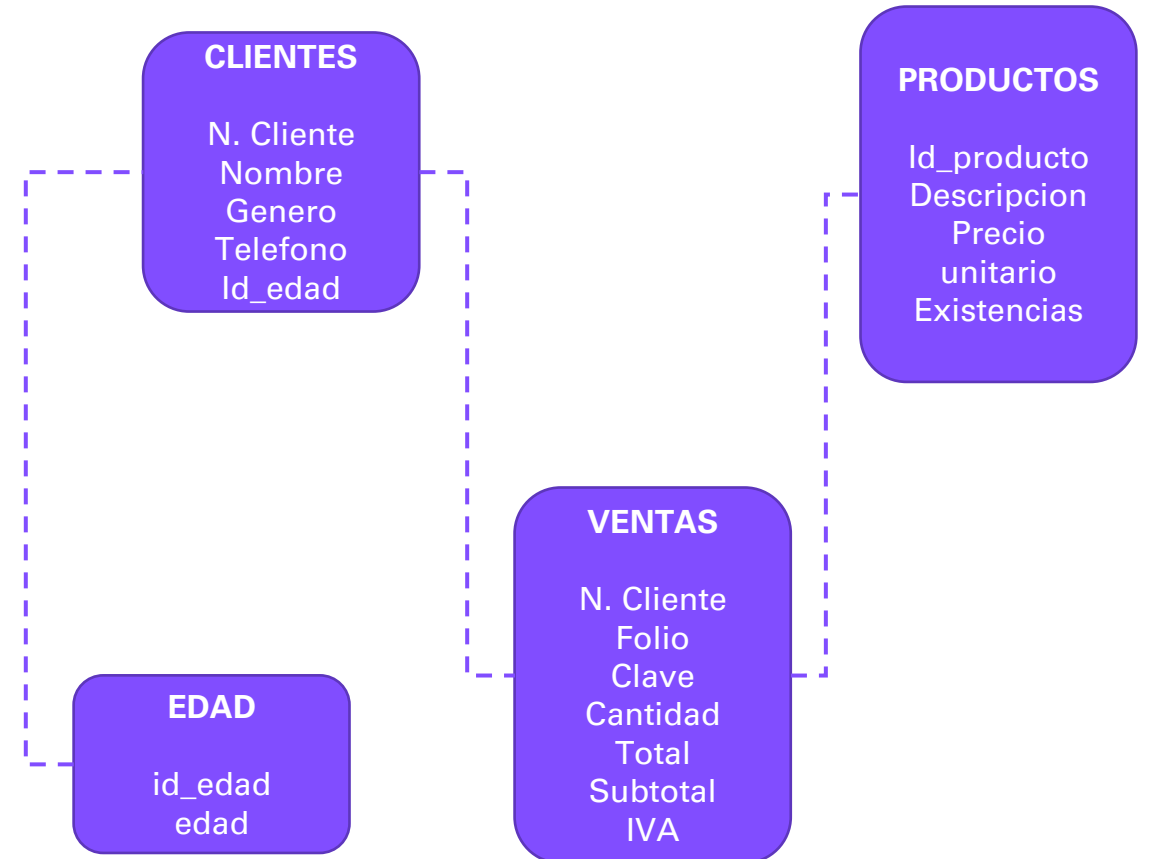 CLIENTES
N. Cliente
Nombre
Genero
Telefono
Id_edad
PRODUCTOS
Id_producto
Descripcion
Precio
unitario
Existencias
VENTAS
N. Cliente
Folio
Clave
Cantidad
Total
Subtotal
IVA
EDAD
id_edad
edad